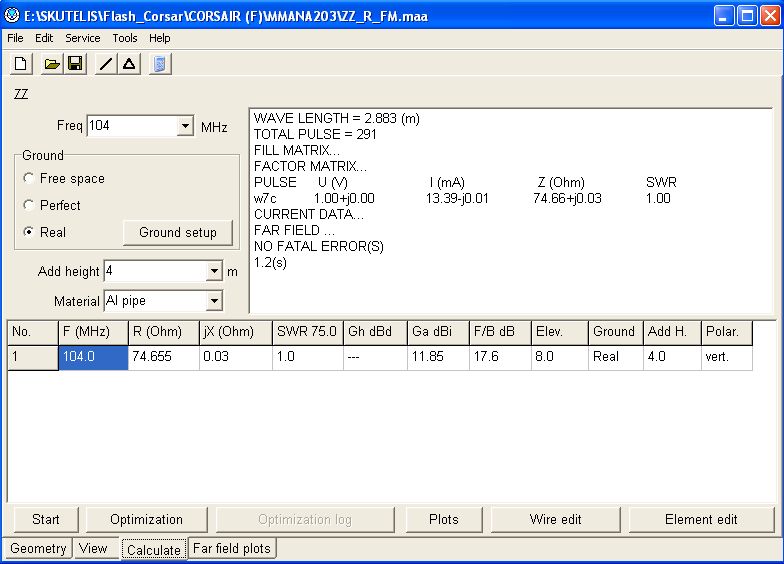 E:\SKUTELIS\Flash_Corsar\CORSAIR (F)\MMANA203\ZZ_R_FM.maa
File Edit Service Tools Help
ZZ
Freq 104 MHz
Ground
Free space
Perfect
Real Ground setup
Add height 4 m
Material Al pipe
WAVE LENGTH = 2.883 (m)
TOTAL PULSE = 291
FILL MATRIX...
FACTOR MATRIX...
PULSE U (V) I (mA) Z (Ohm) SWR
w7c 1.00+j0.00 13.39-j0.01 74.66+j0.03 1.00
CURRENT DATA...
FAR FIELD ...
NO FATAL ERROR(S)
1.2(s)
No. F (MHz) R (Ohm) jX (Ohm) SWR 75.0 Gh dBd Ga dBi F/B dB Elev. Ground Add H. Polar.
1 104.0 74.655 0.03 1.0 --- 11.85 17.6 8.0 Real 4.0 vert.
Start Optimization Optimization log Plots Wire edit Element edit
Geometry View Calculate Far field plots